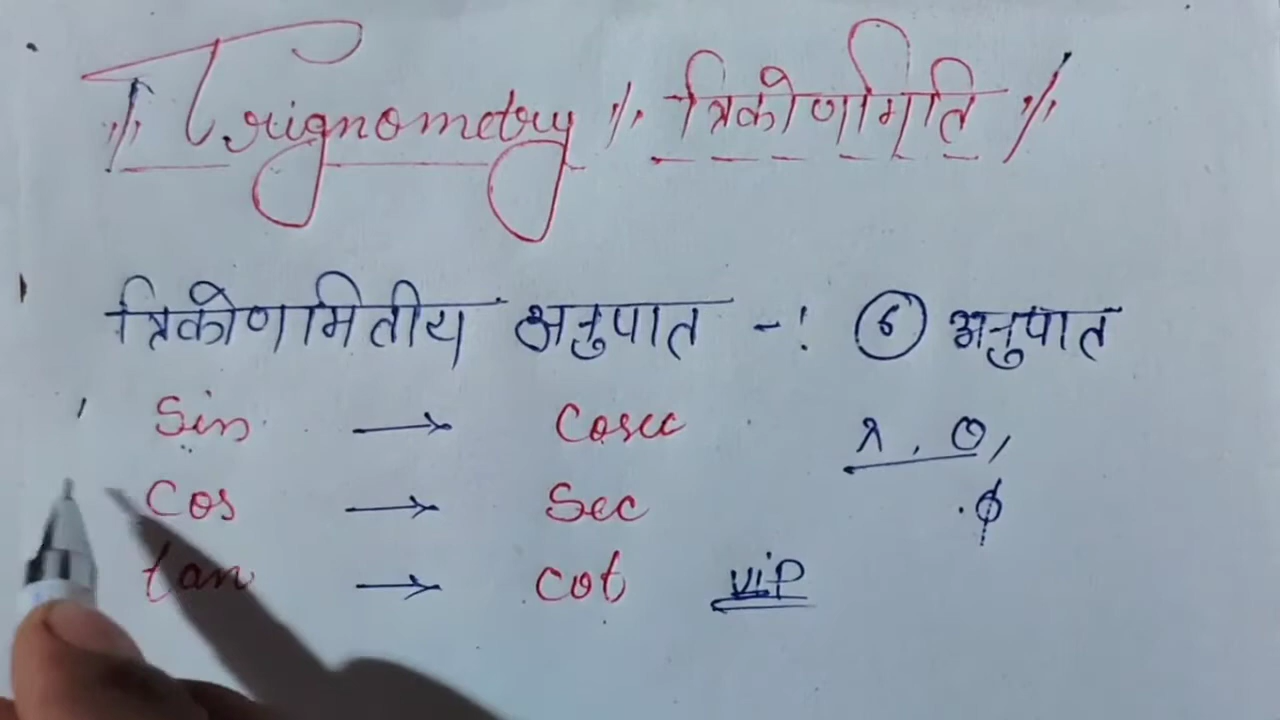 // Trignometry // त्रिकोणमिति //
त्रिकोणमितीय अनुपात -: 6 अनुपात
Sin → Cosec
Cos → Sec
tan → cot VIP
θ,
φ